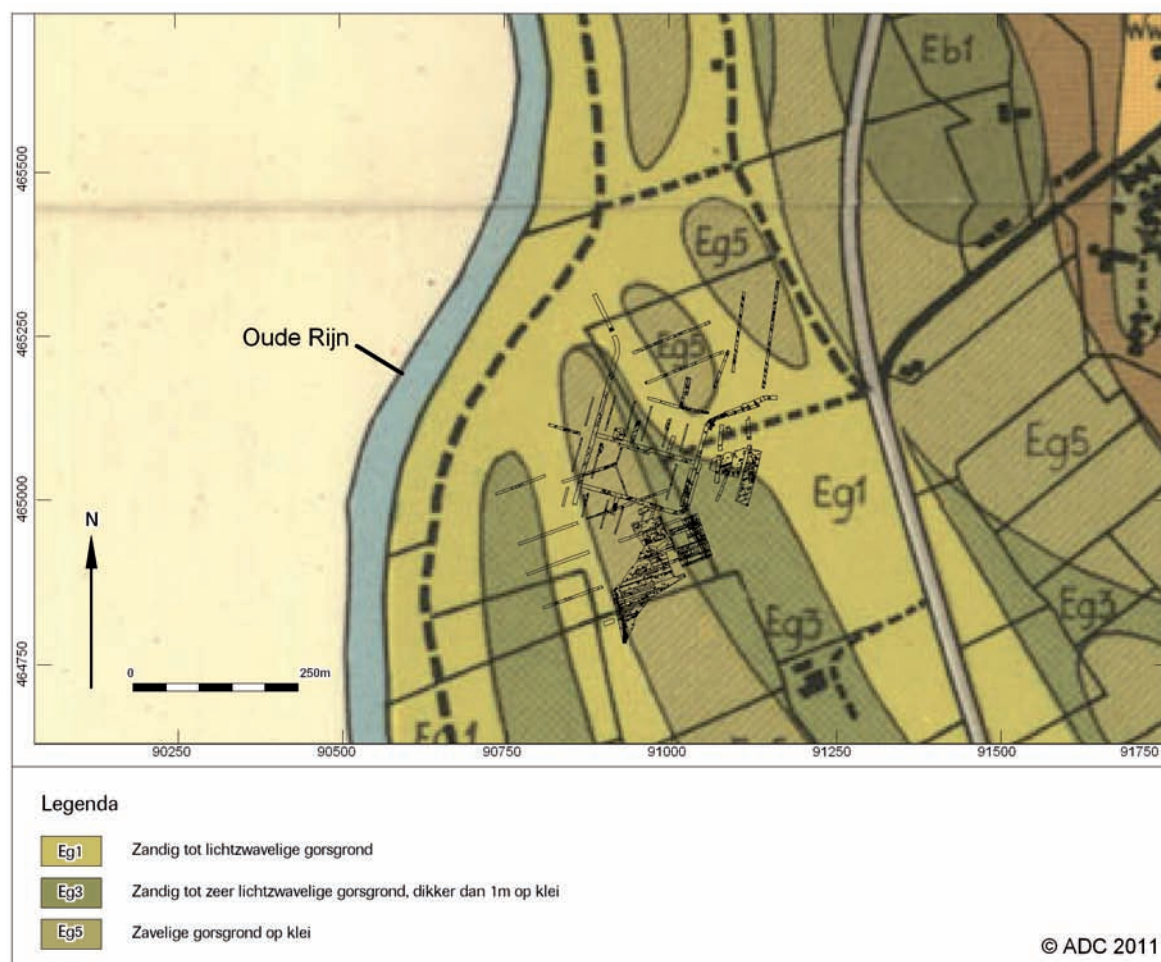 WW
Eb1
465500
Eg5
465250
Oude Rijn
Eg5
Eg5
465000
Eg1
N
Eg3
Eg3
464750
0 250m
Eg1
90250 90500 90750 91000 91250 91500 91750
Legenda
Eg1 Zandig tot lichtzwavelige gorsgrond
Eg3 Zandig tot zeer lichtzwavelige gorsgrond, dikker dan 1m op klei
Eg5 Zavelige gorsgrond op klei
© ADC 2011